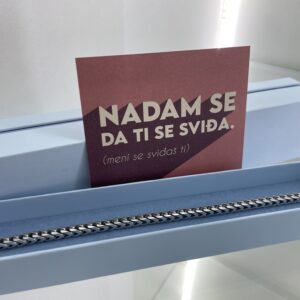 NADAM SE
DA TI SE SVIĐA.
(meni se sviđaš ti)